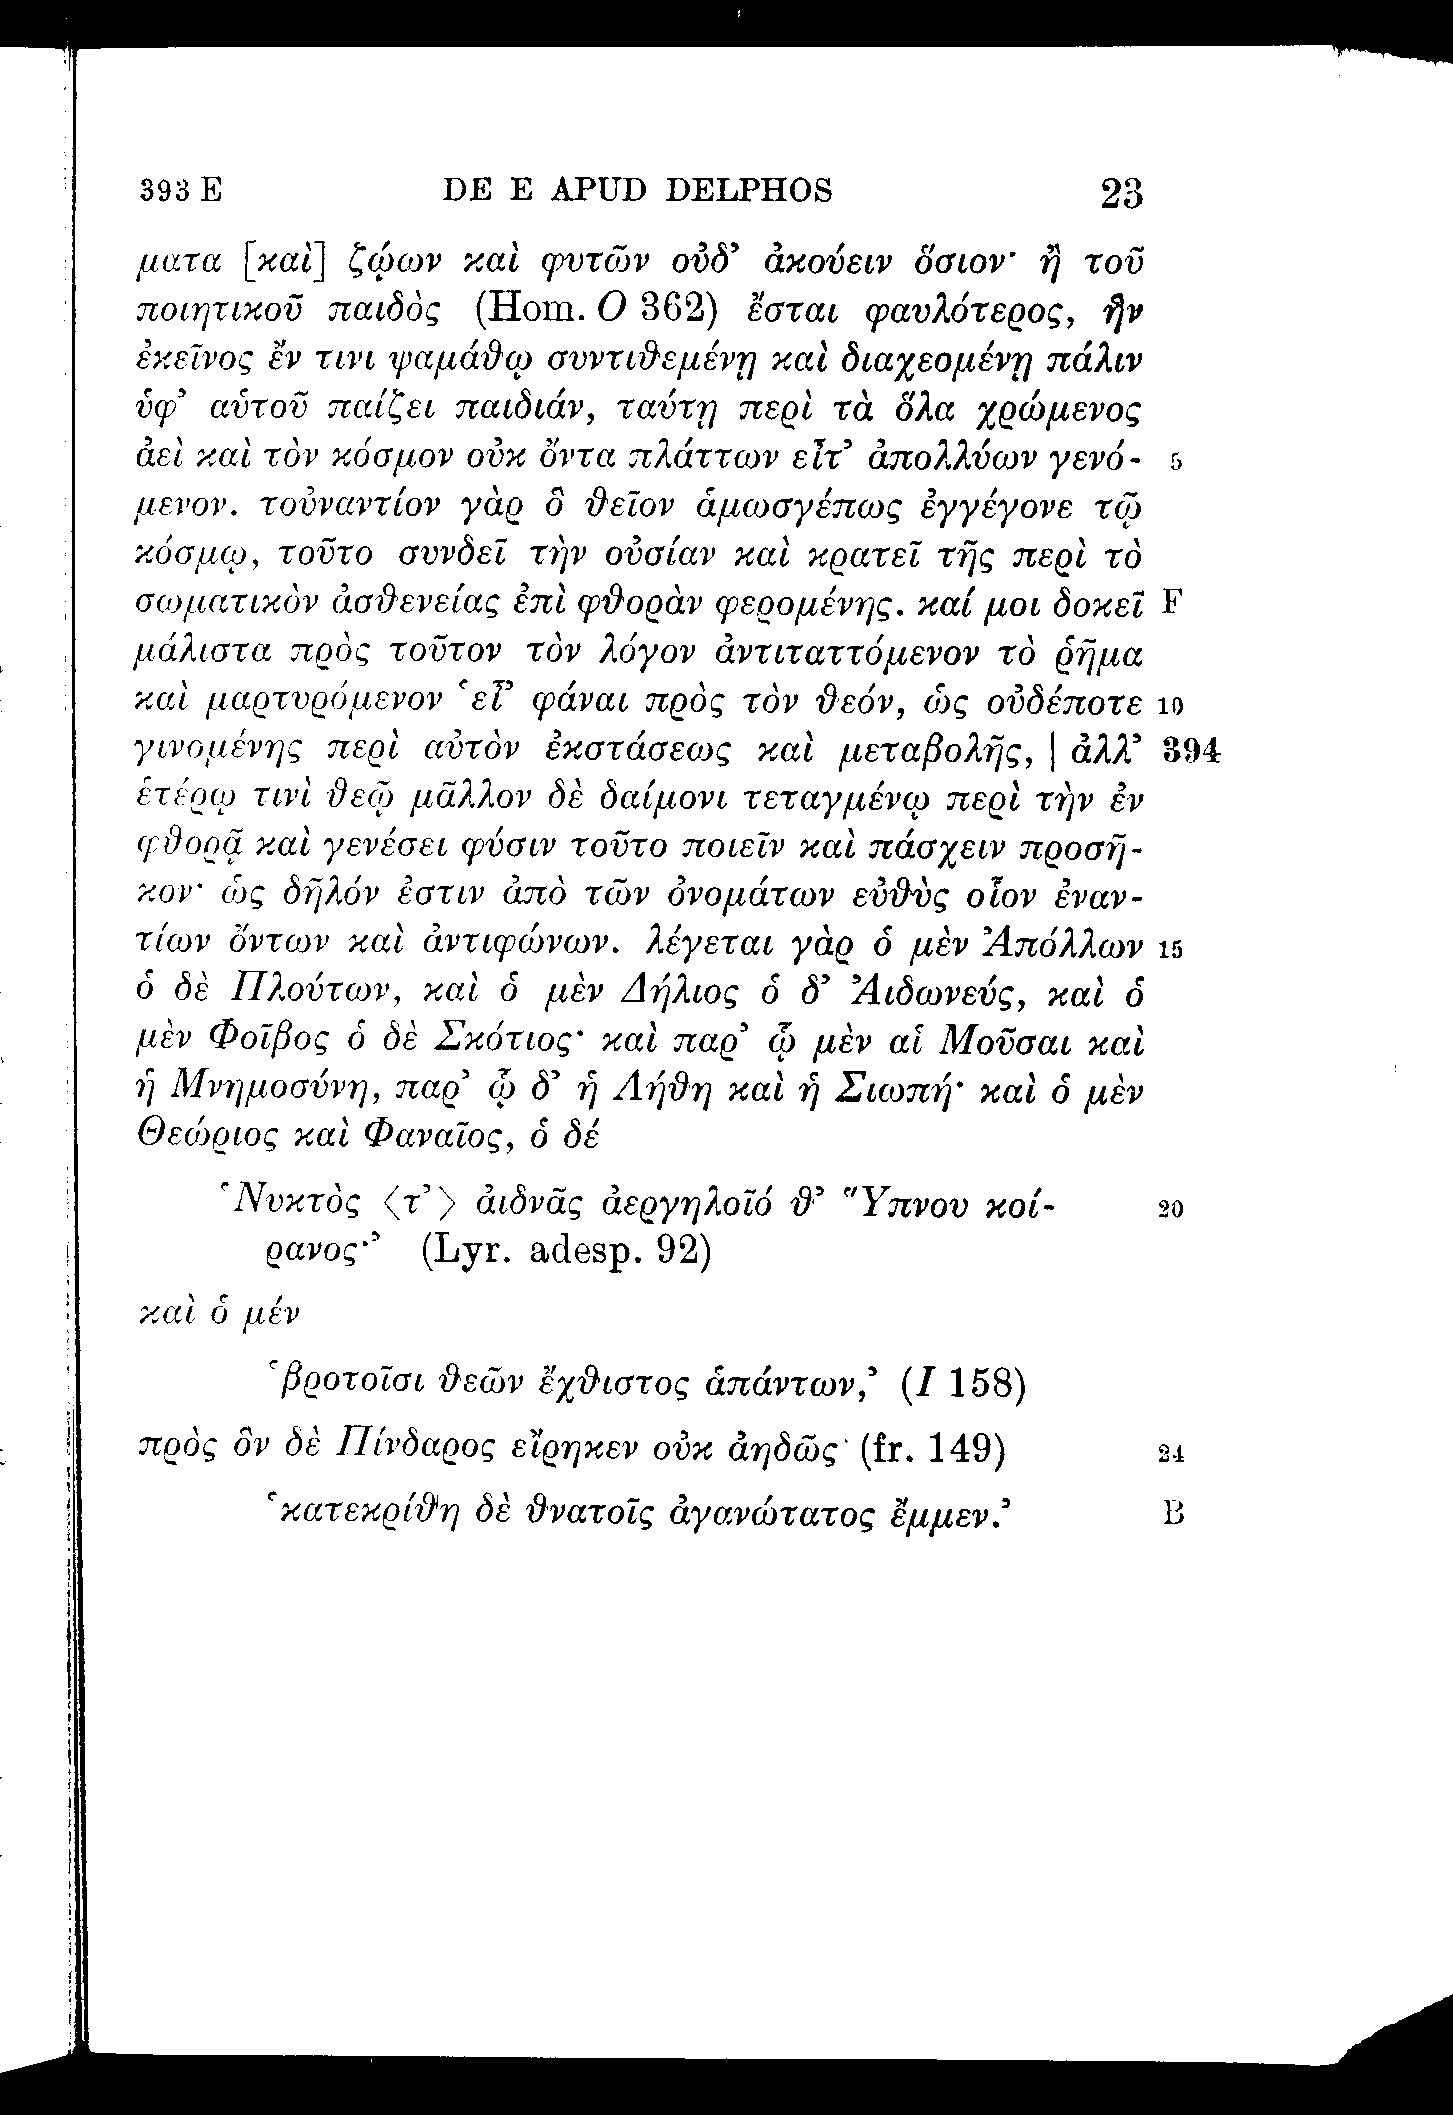 393 E DE E APUD DELPHOS 23
ματα [καὶ] ζῴων καὶ φυτῶν οὐδ’ ἀκούειν ὅσιον· ἢ τοῦ
ποιητικοῦ παιδὸς (Hom. O 362) ἔσται φαυλότερος, ἣν
ἐκεῖνος ἔν τινι ψαμάθῳ συντιθεμένῃ καὶ διαχεομένῃ πάλιν
ὑφ’ αὑτοῦ παίζει παιδιάν, ταύτῃ περὶ τὰ ὅλα χρώμενος
ἀεὶ καὶ τὸν κόσμον οὐκ ὄντα πλάττων εἶτ’ ἀπολλύων γενό- 5
μενον. τοὐναντίον γὰρ ὃ θεῖον ἁμωσγέπως ἐγγέγονε τῷ
κόσμῳ, τοῦτο συνδεῖ τὴν οὐσίαν καὶ κρατεῖ τῆς περὶ τὸ
σωματικὸν ἀσθενείας ἐπὶ φθορὰν φερομένης. καί μοι δοκεῖ F
μάλιστα πρὸς τοῦτον τὸν λόγον ἀντιταττόμενον τὸ ῥῆμα
καὶ μαρτυρόμενον ‘εἶ’ φάναι πρὸς τὸν θεόν, ὡς οὐδέποτε 10
γινομένης περὶ αὐτὸν ἐκστάσεως καὶ μεταβολῆς, | ἀλλ’ 394
ἑτέρῳ τινὶ θεῷ μᾶλλον δὲ δαίμονι τεταγμένῳ περὶ τὴν ἐν
φθορᾷ καὶ γενέσει φύσιν τοῦτο ποιεῖν καὶ πάσχειν προσῆ-
κον· ὡς δῆλόν ἐστιν ἀπὸ τῶν ὀνομάτων εὐθὺς οἷον ἐναν-
τίων ὄντων καὶ ἀντιφώνων. λέγεται γὰρ ὁ μὲν Ἀπόλλων 15
ὁ δὲ Πλούτων, καὶ ὁ μὲν Δήλιος ὁ δ’ Ἀιδωνεύς, καὶ ὁ
μὲν Φοῖβος ὁ δὲ Σκότιος· καὶ παρ’ ᾧ μὲν αἱ Μοῦσαι καὶ
ἡ Μνημοσύνη, παρ’ ᾧ δ’ ἡ Λήθη καὶ ἡ Σιωπή· καὶ ὁ μὲν
Θεώριος καὶ Φαναῖος, ὁ δέ
‘Νυκτὸς 〈τ’〉 ἀιδνᾶς ἀεργηλοῖό θ’ Ὕπνου κοί- 20
ρανος·’ (Lyr. adesp. 92)
καὶ ὁ μέν
‘βροτοῖσι θεῶν ἔχθιστος ἁπάντων,’ (I 158)
πρὸς ὃν δὲ Πίνδαρος εἴρηκεν οὐκ ἀηδῶς (fr. 149) 24
‘κατεκρίθη δὲ θνατοῖς ἀγανώτατος ἔμμεν.’ B